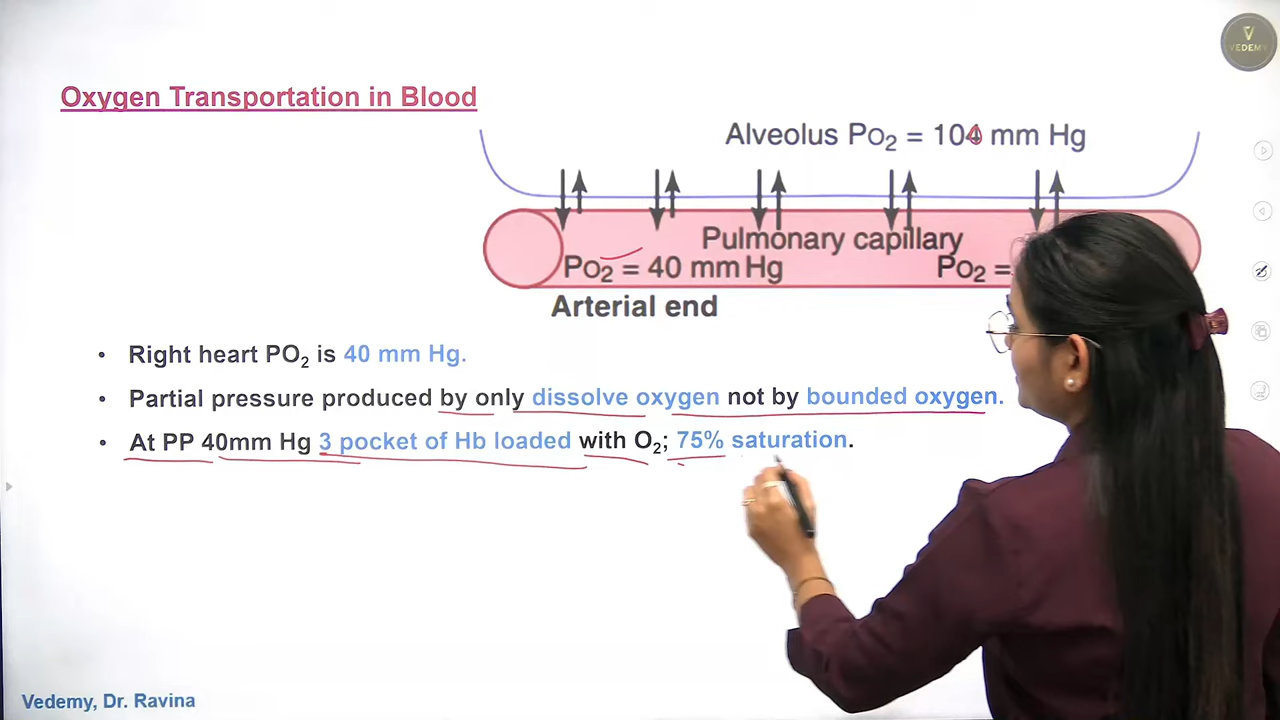 VEDEMY
Oxygen Transportation in Blood
Alveolus PO2 = 104 mm Hg
Pulmonary capillary
PO2 = 40 mm Hg
PO2 =
Arterial end
• Right heart PO2 is 40 mm Hg.
• Partial pressure produced by only dissolve oxygen not by bounded oxygen.
• At PP 40mm Hg 3 pocket of Hb loaded with O2; 75% saturation.
Vedemy, Dr. Ravina